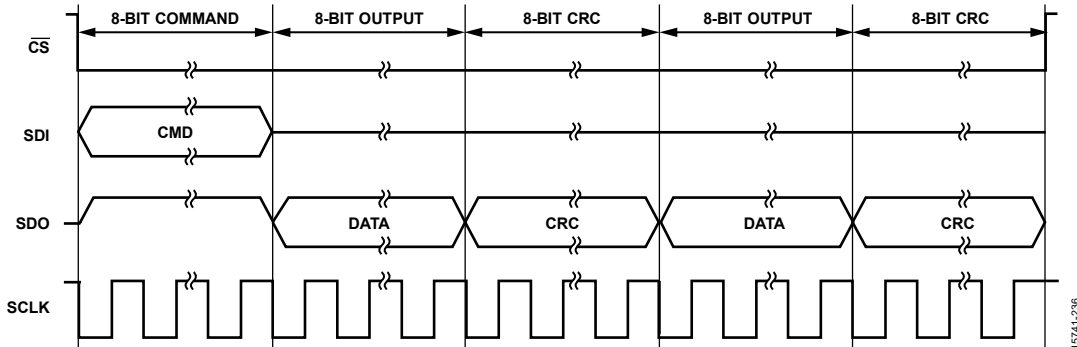 8-BIT COMMAND 8-BIT OUTPUT 8-BIT CRC 8-BIT OUTPUT 8-BIT CRC
CS
SDI CMD
SDO DATA CRC DATA CRC
SCLK
15741-236